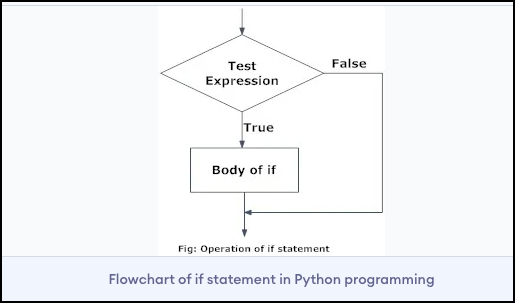 Test
Expression
False
True
Body of if
Fig: Operation of if statement
Flowchart of if statement in Python programming